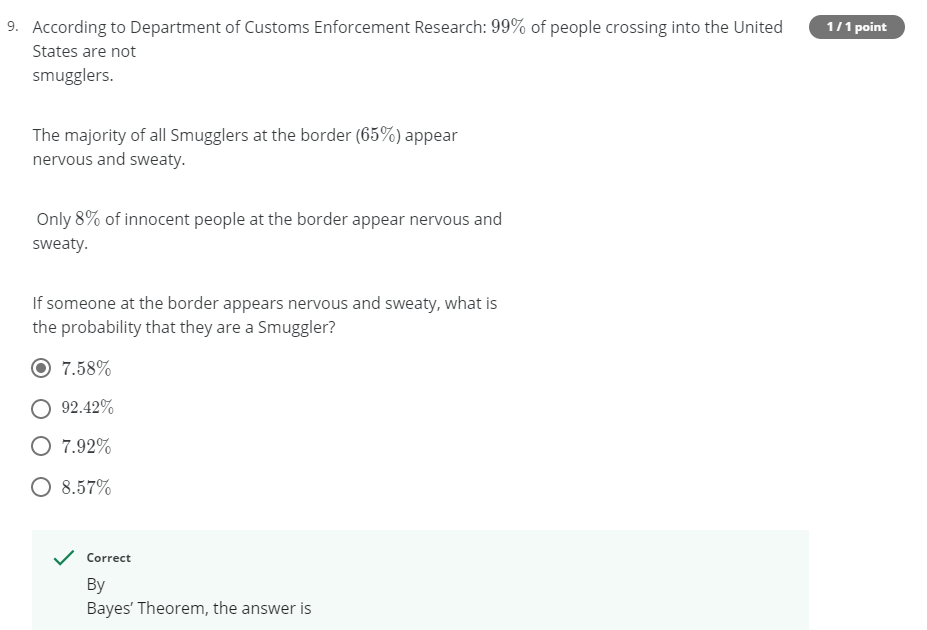 9. According to Department of Customs Enforcement Research: 99% of people crossing into the United 1 / 1 point
States are not
smugglers.
The majority of all Smugglers at the border (65%) appear
nervous and sweaty.
Only 8% of innocent people at the border appear nervous and
sweaty.
If someone at the border appears nervous and sweaty, what is
the probability that they are a Smuggler?
7.58%
92.42%
7.92%
8.57%
Correct
By
Bayes’ Theorem, the answer is